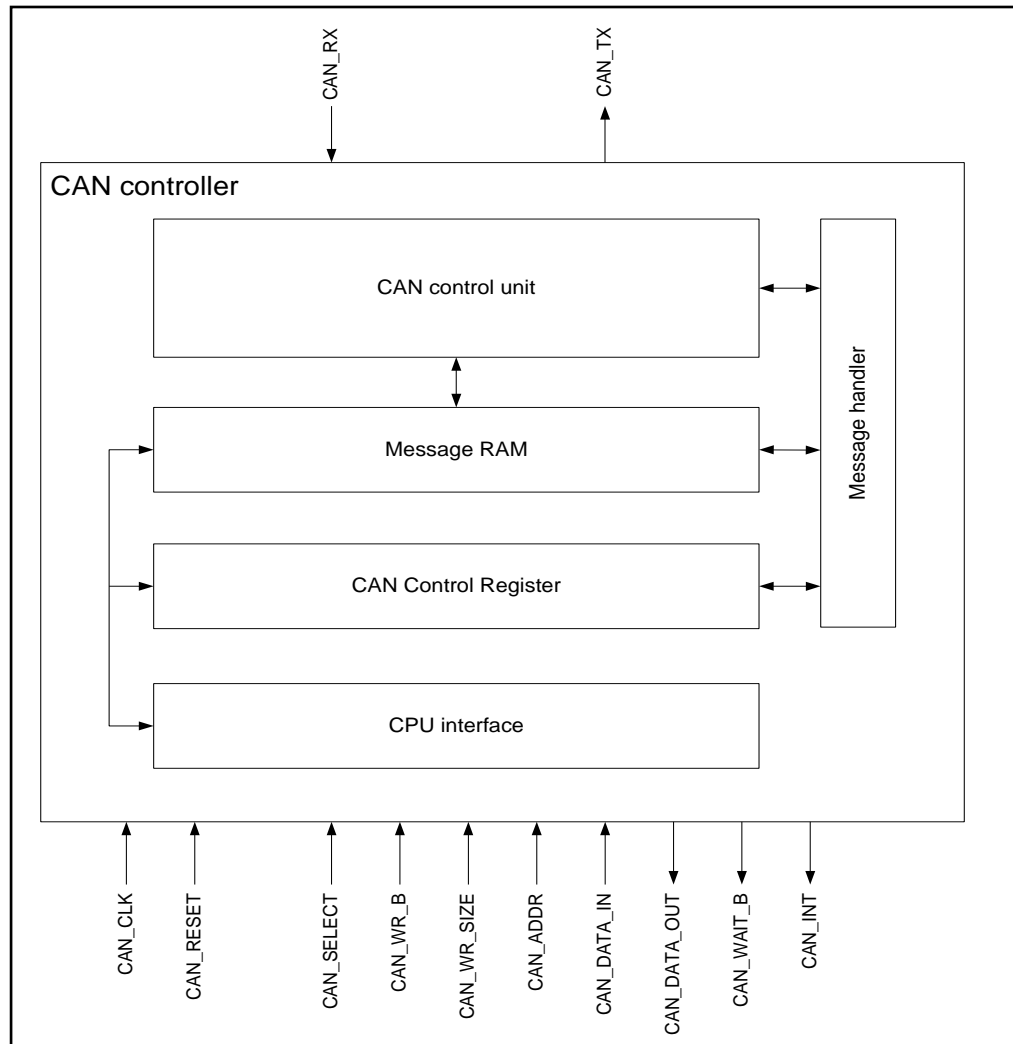 CAN_RX
CAN_TX
CAN controller
CAN control unit
Message handler
Message RAM
CAN Control Register
CPU interface
CAN_CLK
CAN_RESET
CAN_SELECT
CAN_WR_B
CAN_WR_SIZE
CAN_ADDR
CAN_DATA_IN
CAN_DATA_OUT
CAN_WAIT_B
CAN_INT